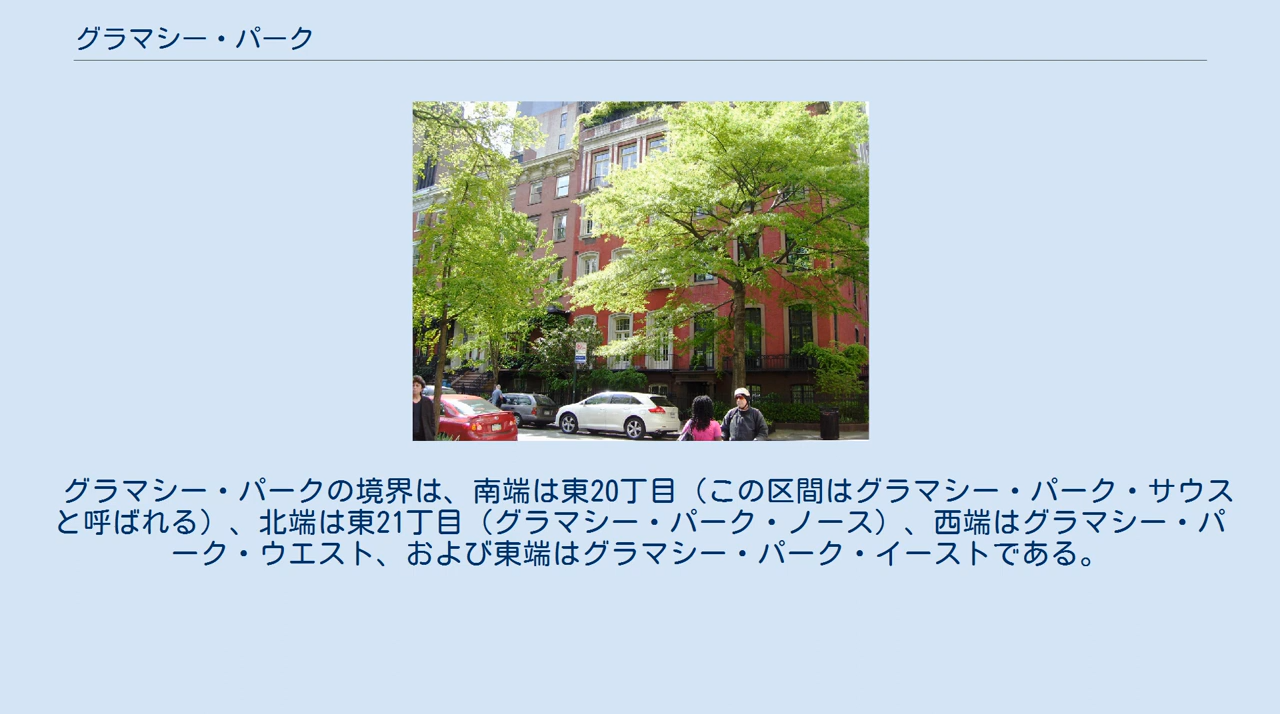 グラマシー・パーク
グラマシー・パークの境界は、南端は東20丁目（この区間はグラマシー・パーク・サウス
と呼ばれる）、北端は東21丁目（グラマシー・パーク・ノース）、西端はグラマシー・パ
ーク・ウエスト、および東端はグラマシー・パーク・イーストである。